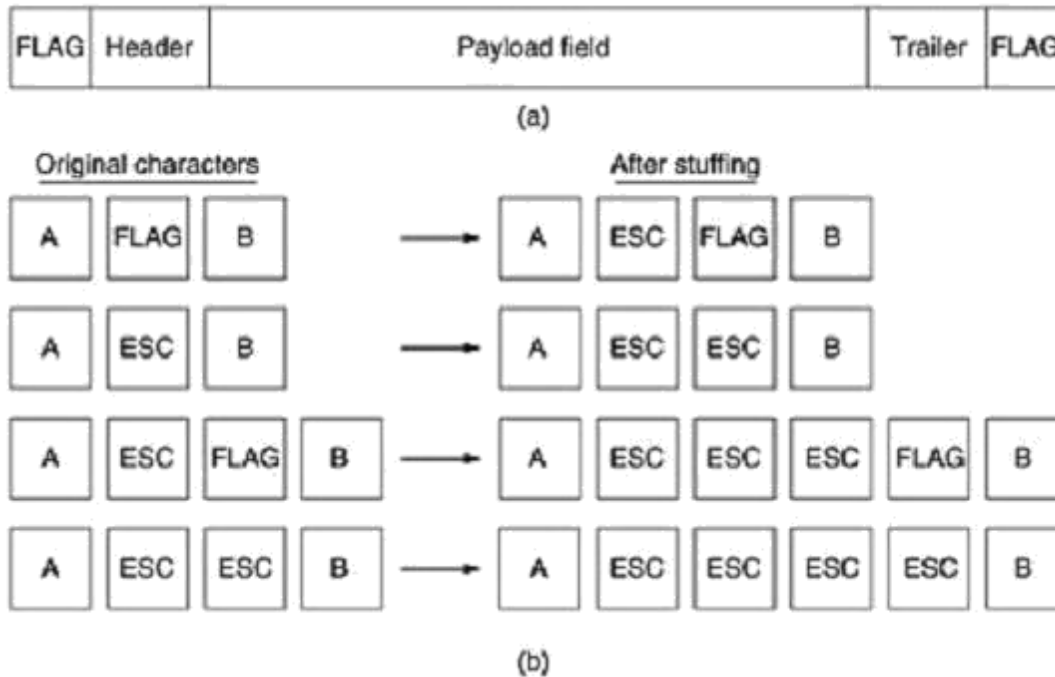 FLAG Header Payload field Trailer FLAG
(a)
Original characters After stuffing
A FLAG B A ESC FLAG B
A ESC B A ESC ESC B
A ESC FLAG B A ESC ESC ESC FLAG B
A ESC ESC B A ESC ESC ESC ESC B
(b)